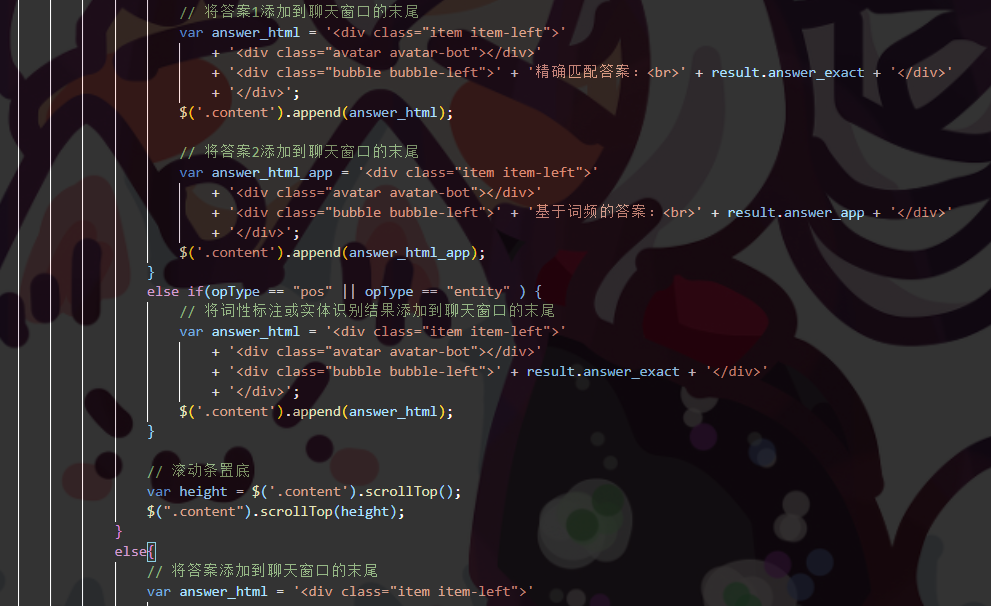 // 将答案1添加到聊天窗口的末尾
var answer_html = '<div class="item item-left">'
+ '<div class="avatar avatar-bot"></div>'
+ '<div class="bubble bubble-left">' + '精确匹配答案：<br>' + result.answer_exact + '</div>'
+ '</div>';
$('.content').append(answer_html);
// 将答案2添加到聊天窗口的末尾
var answer_html_app = '<div class="item item-left">'
+ '<div class="avatar avatar-bot"></div>'
+ '<div class="bubble bubble-left">' + '基于词频的答案：<br>' + result.answer_app + '</div>'
+ '</div>';
$('.content').append(answer_html_app);
}
else if(opType == "pos" || opType == "entity" ) {
// 将词性标注或实体识别结果添加到聊天窗口的末尾
var answer_html = '<div class="item item-left">'
+ '<div class="avatar avatar-bot"></div>'
+ '<div class="bubble bubble-left">' + result.answer_exact + '</div>'
+ '</div>';
$('.content').append(answer_html);
}
// 滚动条置底
var height = $('.content').scrollTop();
$(".content").scrollTop(height);
}
else{
// 将答案添加到聊天窗口的末尾
var answer_html = '<div class="item item-left">'